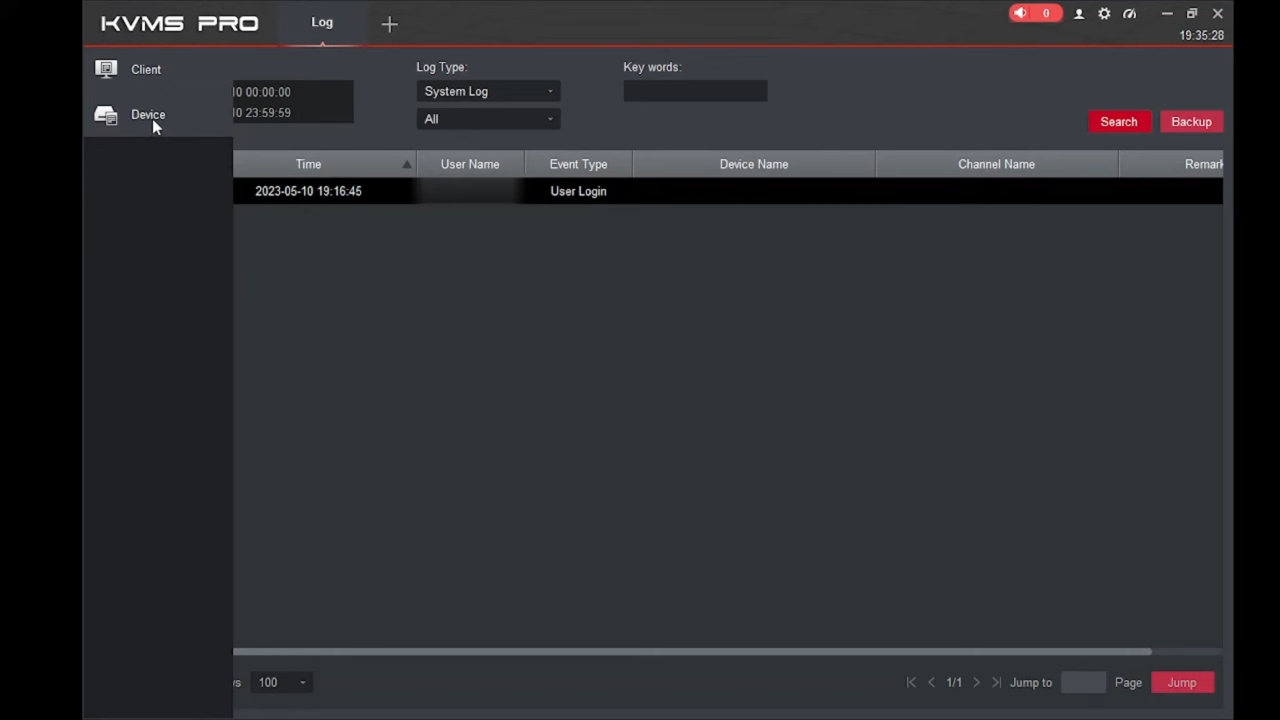 KVMS PRO
Log
0
19:35:28
Client
Device
10 00:00:00
10 23:59:59
Log Type:
System Log
All
Key words:
Search
Backup
Time
User Name
Event Type
Device Name
Channel Name
Remark
2023-05-10 19:16:45
User Login
s
100
1/1
Jump to
Page
Jump